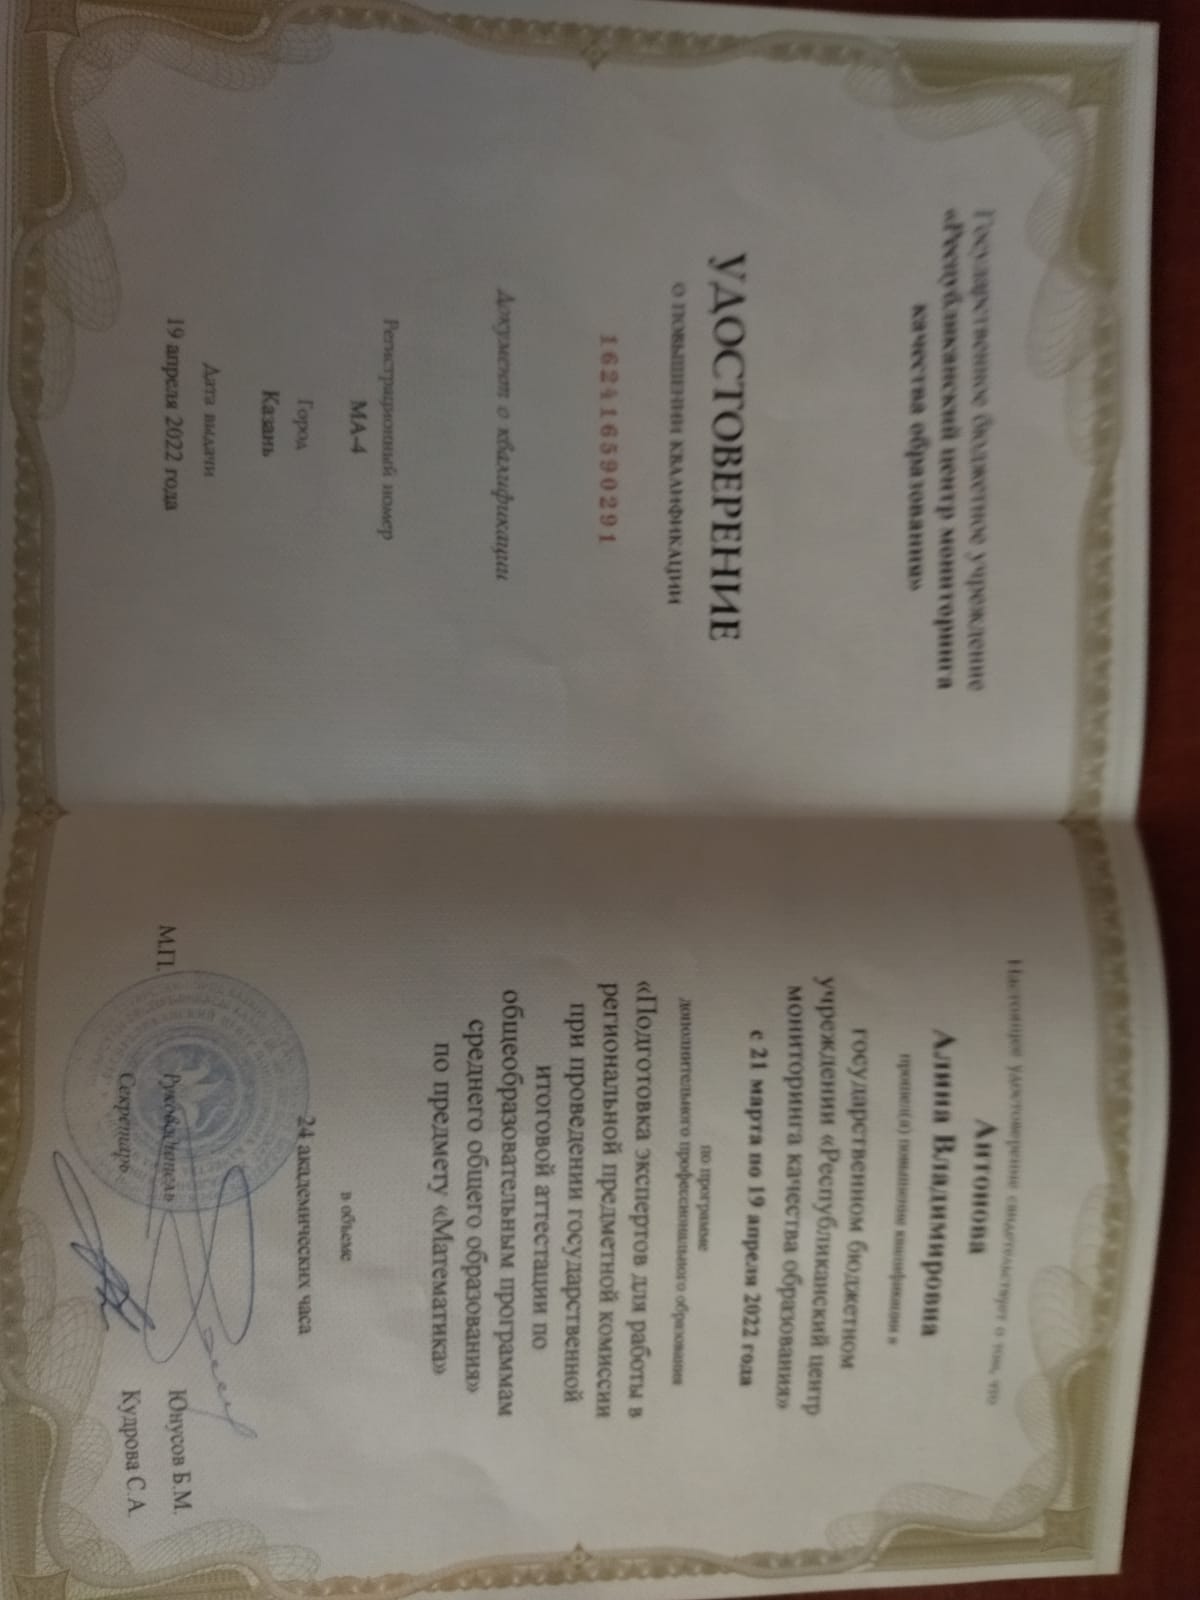 Государственное бюджетное учреждение
«Республиканский центр мониторинга
качества образования»
УДОСТОВЕРЕНИЕ
О ПОВЫШЕНИИ КВАЛИФИКАЦИИ
162416590291
Документ о квалификации
Регистрационный номер
МА-4
Город
Казань
Дата выдачи
19 апреля 2022 года
Настоящее удостоверение свидетельствует о том, что
Антонова
Алина Владимировна
прошел(а) повышение квалификации в
государственном бюджетном
учреждении «Республиканский центр
мониторинга качества образования»
с 21 марта по 19 апреля 2022 года
по программе
дополнительного профессионального образования
«Подготовка экспертов для работы в
региональной предметной комиссии
при проведении государственной
итоговой аттестации по
общеобразовательным программам
среднего общего образования»
по предмету «Математика»
в объеме
24 академических часа
М.П.
Руководитель
Юнусов Б.М.
Секретарь
Кудрова С.А.